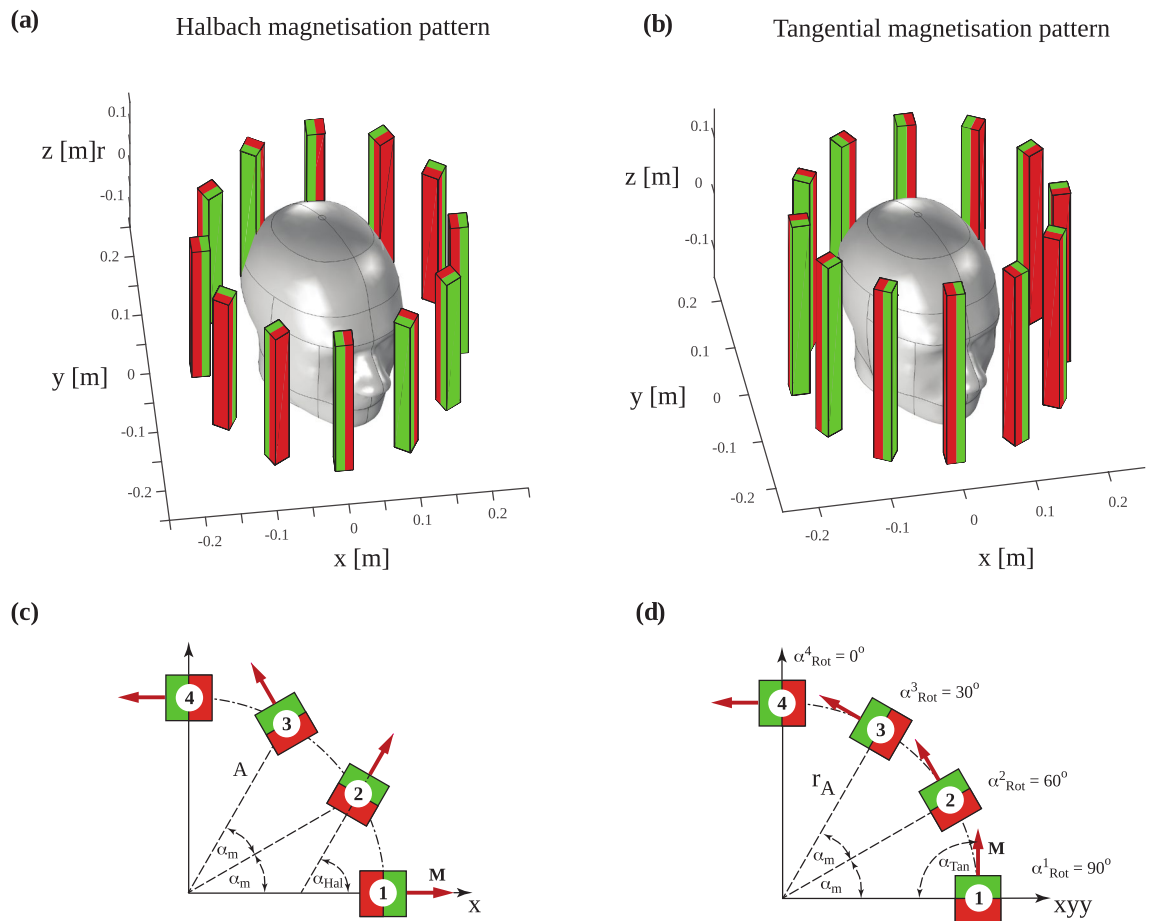 (a)
Halbach magnetisation pattern
(b)
Tangential magnetisation pattern
0.1
z [m]r
0
-0.1
0.2
0.1
y [m]
0
-0.1
-0.2
-0.2
-0.1
0
0.1
0.2
x [m]
0.1
z [m]
0
-0.1
0.2
0.1
y [m]
0
-0.1
-0.2
-0.2
-0.1
0
0.1
0.2
x [m]
(c)
4
3
A
2
αm
αm
αHal
1
M
x
(d)
α4Rot = 0o
4
α3Rot = 30o
3
rA
2
α2Rot = 60o
αm
αm
αTan
M
α1Rot = 90o
1
xyy